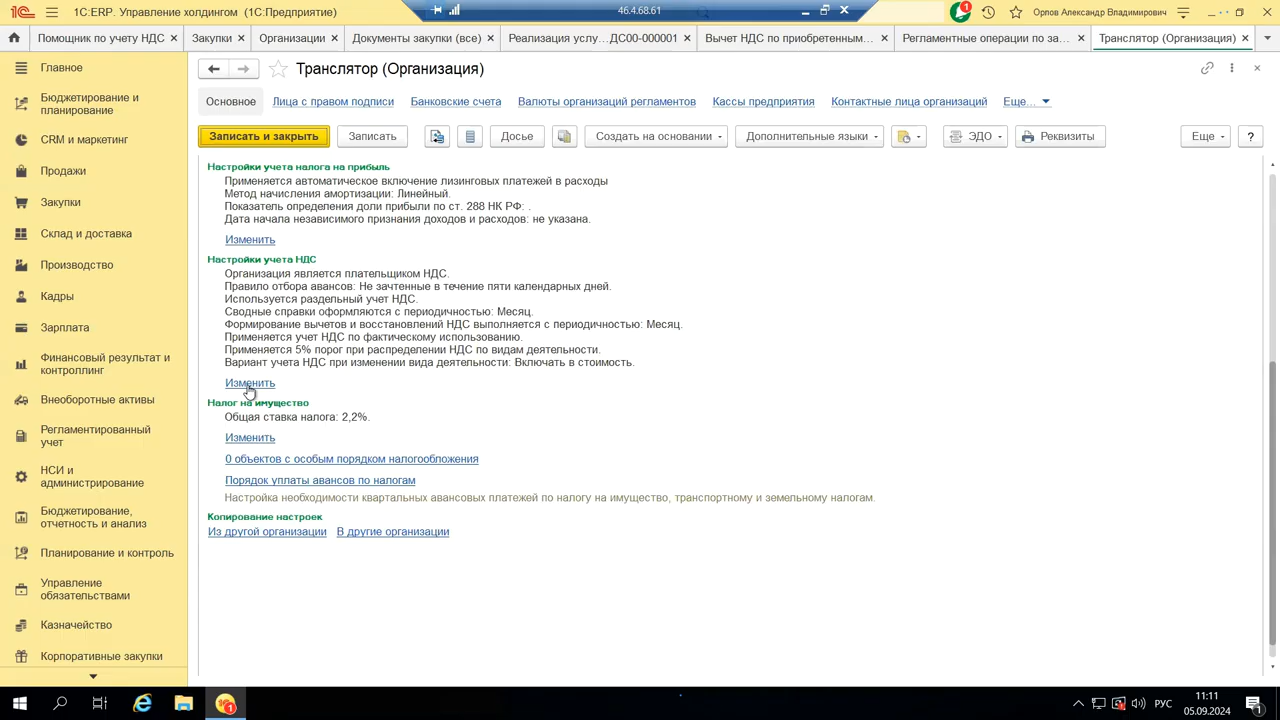 1С:ERP. Управление холдингом (1С:Предприятие)
46.4.68.61
1
Орлов Александр Владимирович
Помощник по учету НДС
Закупки
Организации
Документы закупки (все)
Реализация услу...ДС00-000001
Вычет НДС по приобретенным...
Регламентные операции по за...
Транслятор (Организация)
Главное
Бюджетирование и
планирование
CRM и маркетинг
Продажи
Закупки
Склад и доставка
Производство
Кадры
Зарплата
Финансовый результат и
контроллинг
Внеоборотные активы
Регламентированный
учет
НСИ и
администрирование
Бюджетирование,
отчетность и анализ
Планирование и контроль
Управление
обязательствами
Казначейство
Корпоративные закупки
Транслятор (Организация)
Основное
Лица с правом подписи
Банковские счета
Валюты организаций регламентов
Кассы предприятия
Контактные лица организаций
Еще...
Записать и закрыть
Записать
Досье
Создать на основании
Дополнительные языки
ЭДО
Реквизиты
Еще
?
Настройки учета налога на прибыль
Применяется автоматическое включение лизинговых платежей в расходы
Метод начисления амортизации: Линейный.
Показатель определения доли прибыли по ст. 288 НК РФ: .
Дата начала независимого признания доходов и расходов: не указана.
Изменить
Настройки учета НДС
Организация является плательщиком НДС.
Правило отбора авансов: Не зачтенные в течение пяти календарных дней.
Используется раздельный учет НДС.
Сводные справки оформляются с периодичностью: Месяц.
Формирование вычетов и восстановлений НДС выполняется с периодичностью: Месяц.
Применяется учет НДС по фактическому использованию.
Применяется 5% порог при распределении НДС по видам деятельности.
Вариант учета НДС при изменении вида деятельности: Включать в стоимость.
Изменить
Налог на имущество
Общая ставка налога: 2,2%.
Изменить
0 объектов с особым порядком налогообложения
Порядок уплаты авансов по налогам
Настройка необходимости квартальных авансовых платежей по налогу на имущество, транспортному и земельному налогам.
Копирование настроек
Из другой организации
В другие организации
1
РУС
11:11
05.09.2024
1